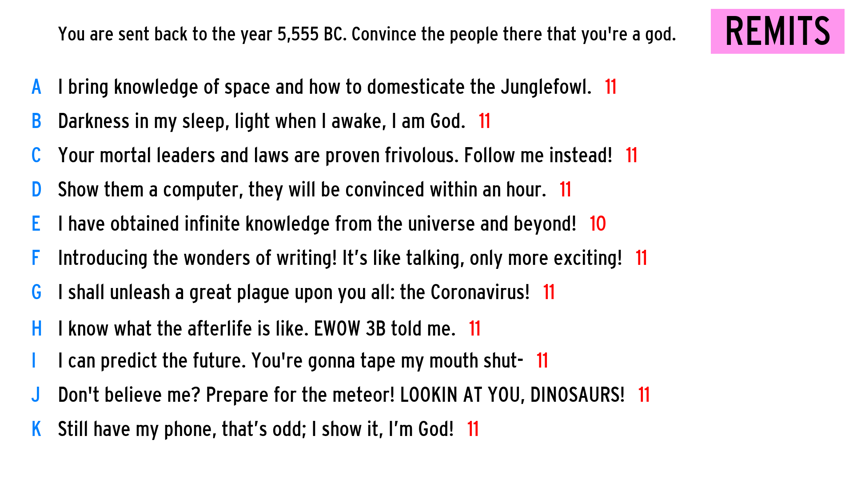 You are sent back to the year 5,555 BC. Convince the people there that you're a god.
REMITS
A I bring knowledge of space and how to domesticate the Junglefowl. 11
B Darkness in my sleep, light when I awake, I am God. 11
C Your mortal leaders and laws are proven frivolous. Follow me instead! 11
D Show them a computer, they will be convinced within an hour. 11
E I have obtained infinite knowledge from the universe and beyond! 10
F Introducing the wonders of writing! It’s like talking, only more exciting! 11
G I shall unleash a great plague upon you all: the Coronavirus! 11
H I know what the afterlife is like. EWOW 3B told me. 11
I I can predict the future. You're gonna tape my mouth shut- 11
J Don't believe me? Prepare for the meteor! LOOKIN AT YOU, DINOSAURS! 11
K Still have my phone, that’s odd; I show it, I’m God! 11